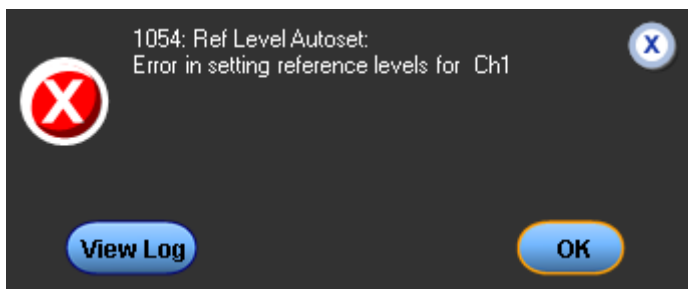 1054: Ref Level Autoset:
Error in setting reference levels for Ch1
X
X
View Log
OK